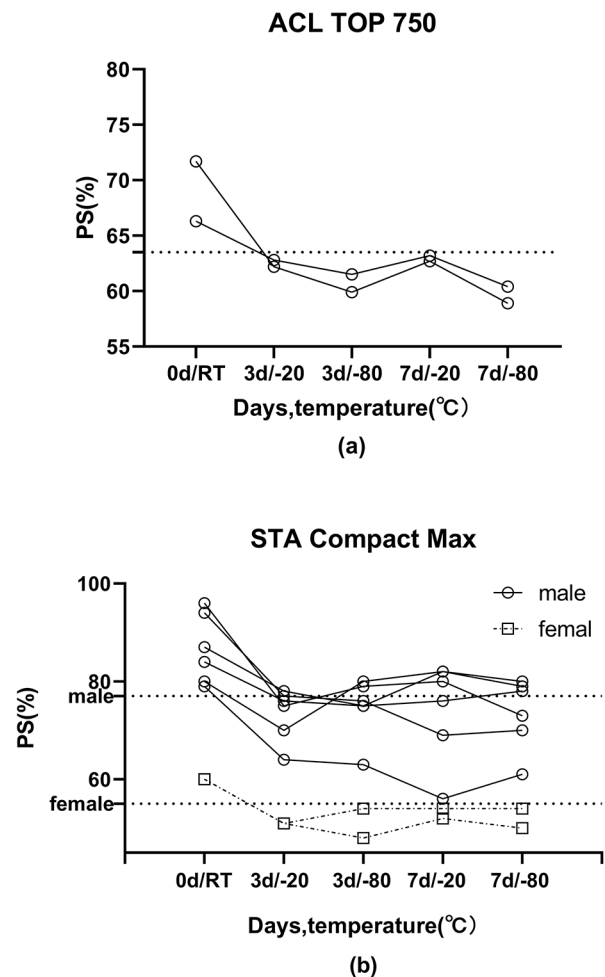 ACL TOP 750
80
75
70
65
60
55
PS(%)
0d/RT 3d/-20 3d/-80 7d/-20 7d/-80
Days,temperature(℃)
(a)
STA Compact Max
male
femal
100
80
male
60
female
PS(%)
0d/RT 3d/-20 3d/-80 7d/-20 7d/-80
Days,temperature(℃)
(b)